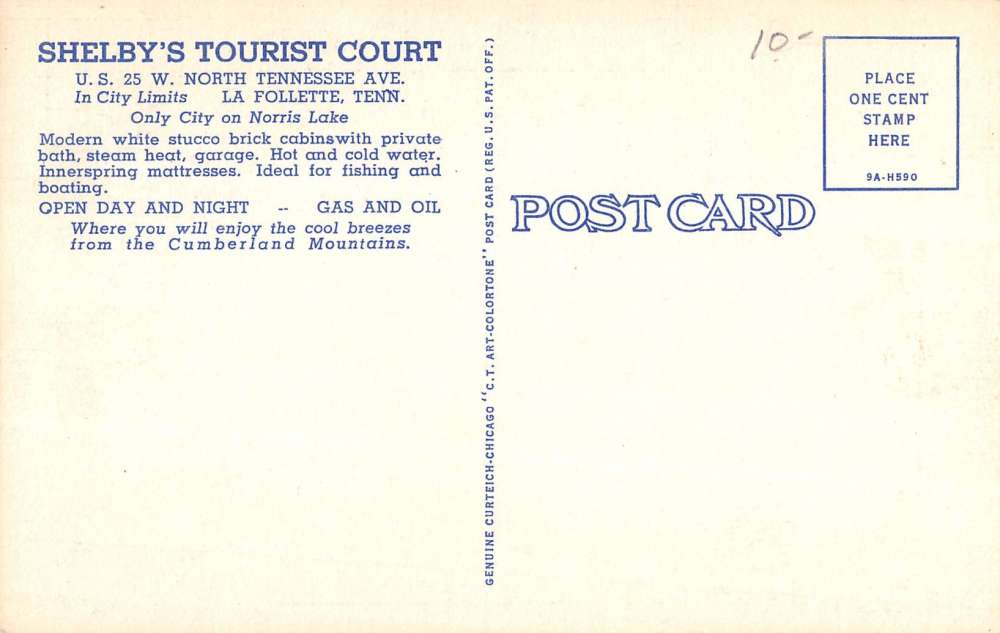 SHELBY'S TOURIST COURT
U. S. 25 W. NORTH TENNESSEE AVE.
In City Limits LA FOLLETTE, TENN.
Only City on Norris Lake
Modern white stucco brick cabinswith private
bath, steam heat, garage. Hot and cold water.
Innerspring mattresses. Ideal for fishing and
boating.
OPEN DAY AND NIGHT -- GAS AND OIL
Where you will enjoy the cool breezes
from the Cumberland Mountains.
GENUINE CURTEICH-CHICAGO "C.T. ART-COLORTONE" POST CARD (REG. U.S. PAT. OFF.)
10-
POST CARD
PLACE
ONE CENT
STAMP
HERE
9A-H590